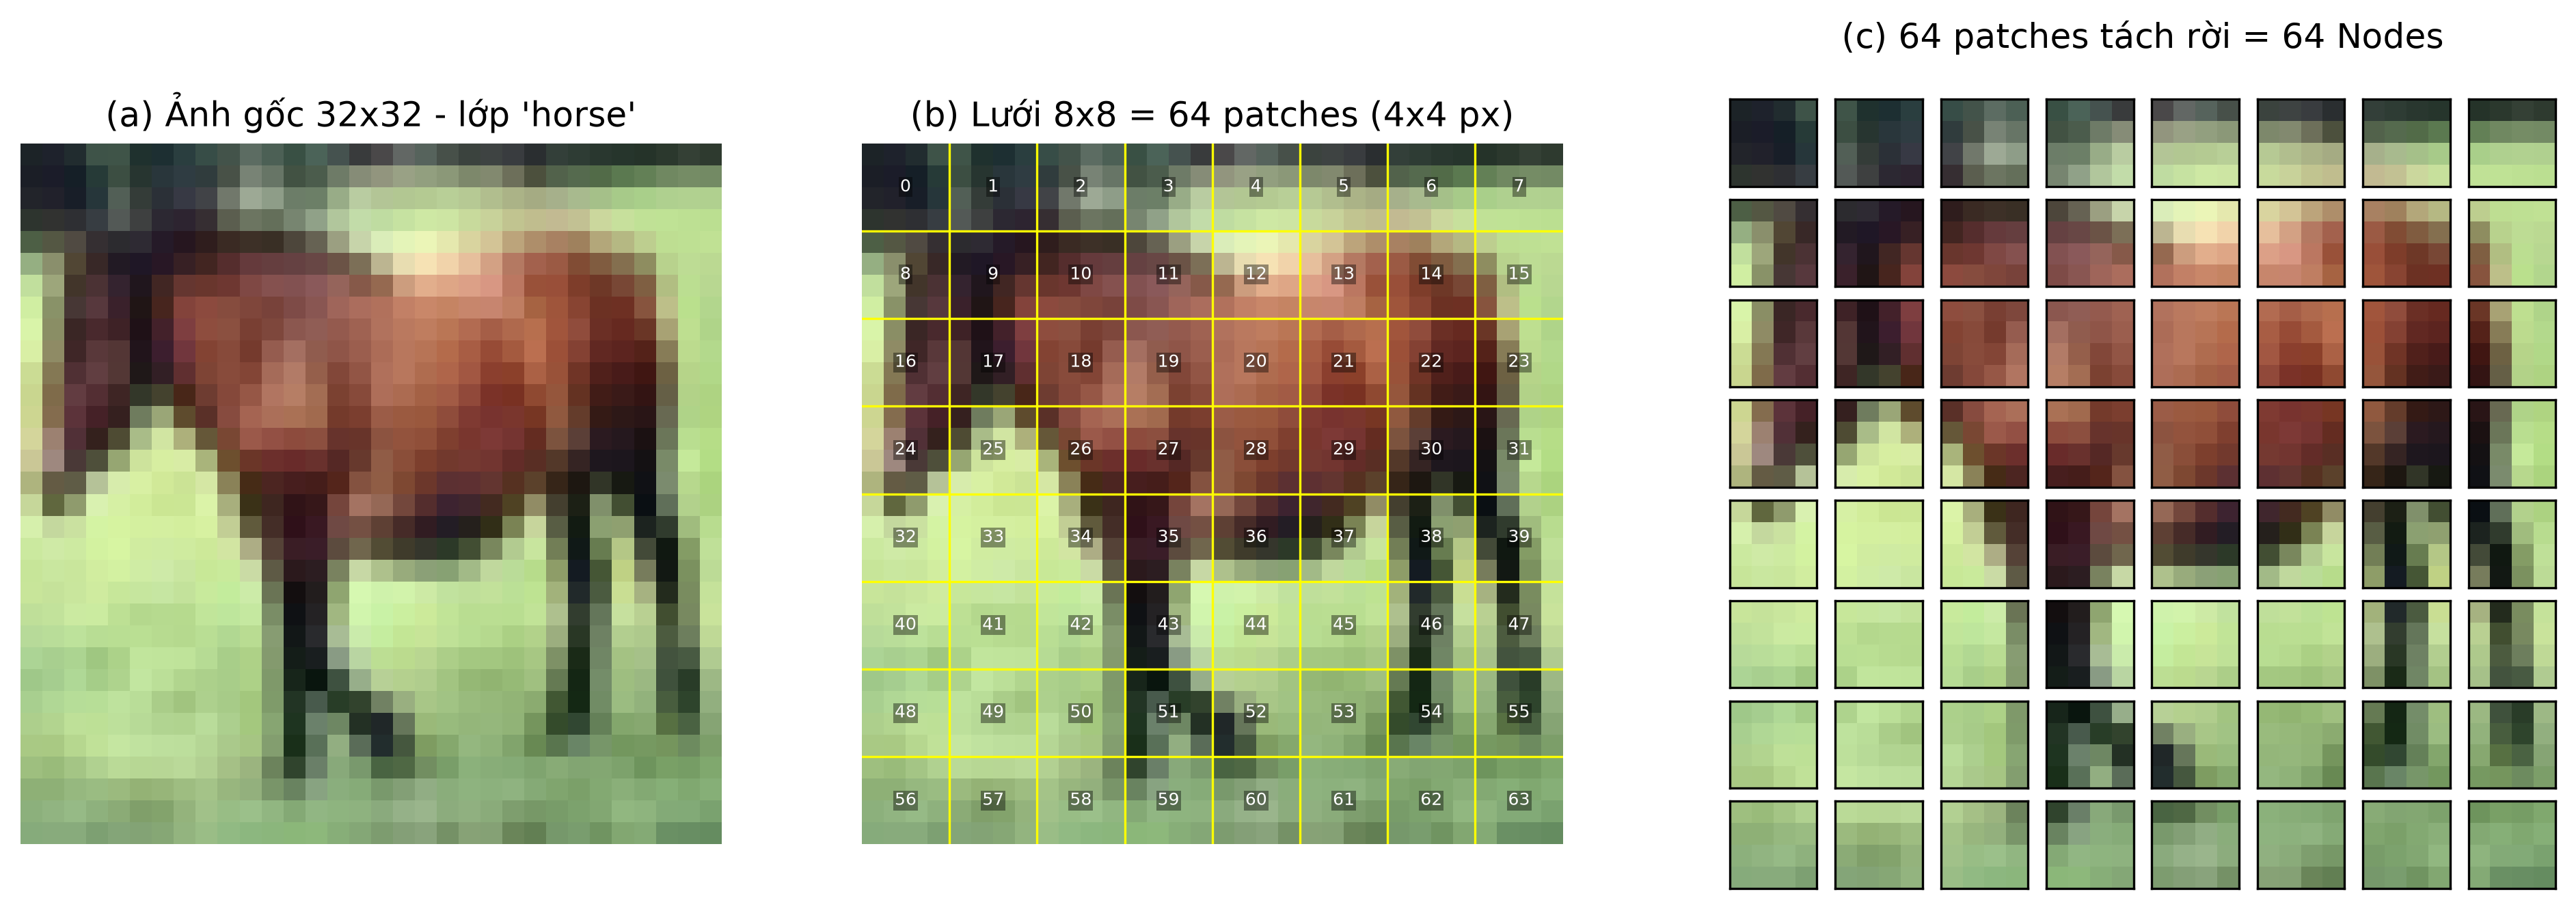 (c) 64 patches tách rời = 64 Nodes
(a) Ảnh gốc 32x32 - lớp 'horse'
(b) Lưới 8x8 = 64 patches (4x4 px)
0 1 2 3 4 5 6 7
8 9 10 11 12 13 14 15
16 17 18 19 20 21 22 23
24 25 26 27 28 29 30 31
32 33 34 35 36 37 38 39
40 41 42 43 44 45 46 47
48 49 50 51 52 53 54 55
56 57 58 59 60 61 62 63